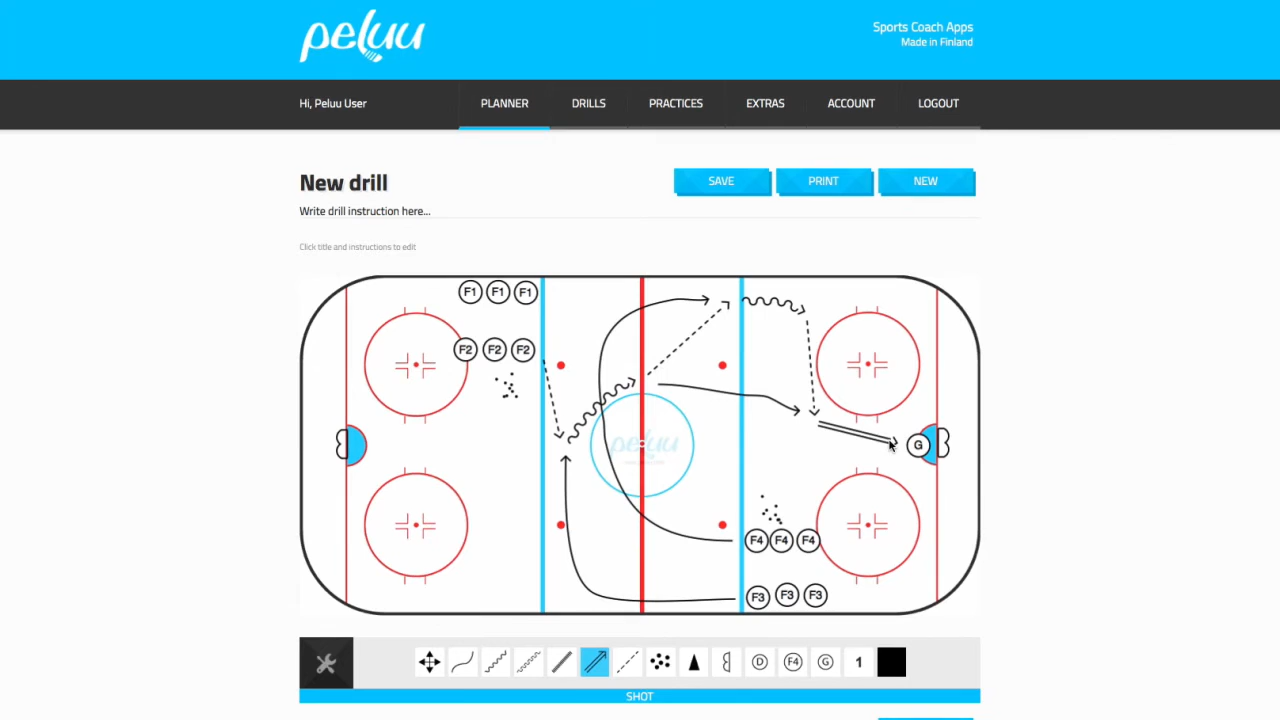 peluu
Sports Coach Apps
Made in Finland
Hi, Peluu User
PLANNER
DRILLS
PRACTICES
EXTRAS
ACCOUNT
LOGOUT
New drill
SAVE
PRINT
NEW
Write drill instruction here...
Click title and instructions to edit
F1 F1 F1
F2 F2 F2
peluu
G
F4 F4 F4
F3 F3 F3
D
F4
G
1
SHOT